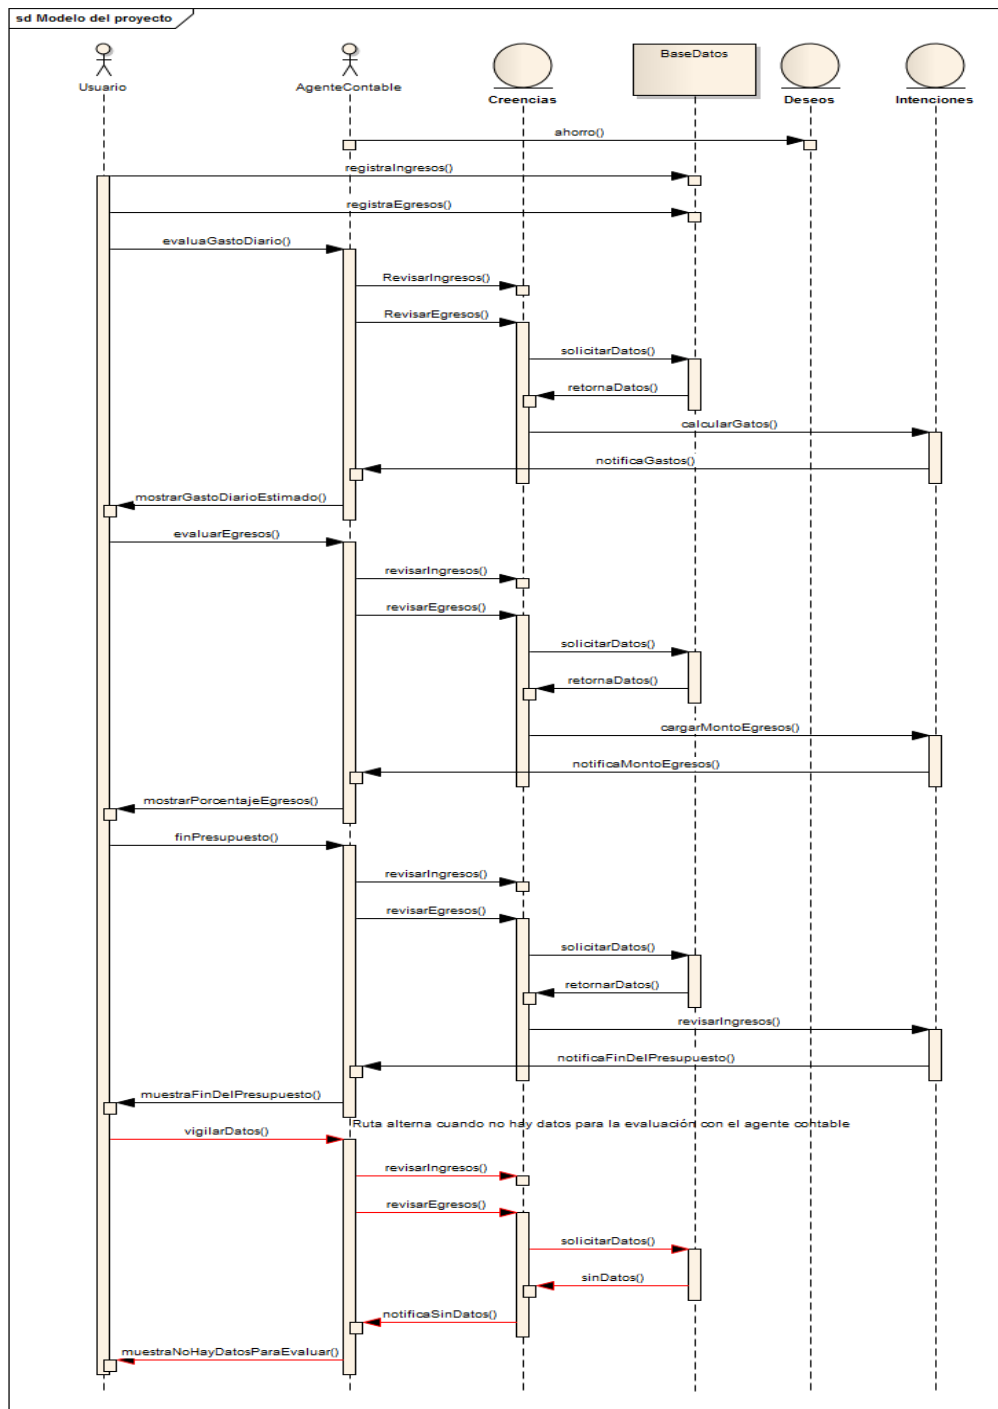 sd Modelo del proyecto
Usuario
AgenteContable
Creencias
BaseDatos
Deseos
Intenciones
ahorro()
registraIngresos()
registraEgresos()
evaluaGastoDiario()
RevisarIngresos()
RevisarEgresos()
solicitarDatos()
retornaDatos()
calcularGatos()
notificaGastos()
mostrarGastoDiarioEstimado()
evaluarEgresos()
revisarIngresos()
revisarEgresos()
solicitarDatos()
retornaDatos()
cargarMontoEgresos()
notificaMontoEgresos()
mostrarPorcentajeEgresos()
finPresupuesto()
revisarIngresos()
revisarEgresos()
solicitarDatos()
retornarDatos()
revisarIngresos()
notificaFinDelPresupuesto()
muestraFinDelPresupuesto()
Ruta alterna cuando no hay datos para la evaluación con el agente contable
vigilarDatos()
revisarIngresos()
revisarEgresos()
solicitarDatos()
sinDatos()
notificaSinDatos()
muestraNoHayDatosParaEvaluar()